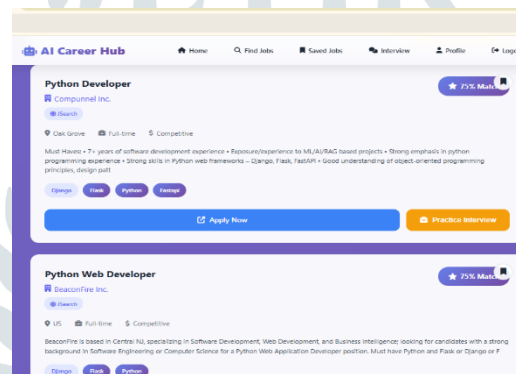 AI Career Hub
Home Find Jobs Saved Jobs Interview Profile Logo
Python Developer
75% Matc
Compunnel Inc.
JSearch
Oak Grove Full-time $ Competitive
Must Haves: • 7+ years of software development experience • Exposure/experience to ML/AI/RAG based projects • Strong emphasis in python
programming experience • Strong skills in Python web frameworks – Django, Flask, FastAPI • Good understanding of object-oriented programming
principles, design patt
Django Flask Python Fastapi
Apply Now Practice Interview
Python Web Developer
75% Matc
BeaconFire Inc.
JSearch
US Full-time $ Competitive
BeaconFire is based in Central NJ, specializing in Software Development, Web Development, and Business Intelligence; looking for candidates with a strong
background in Software Engineering or Computer Science for a Python Web Application Developer position. Must have Python and Flask or Django or F
Django Flask Python